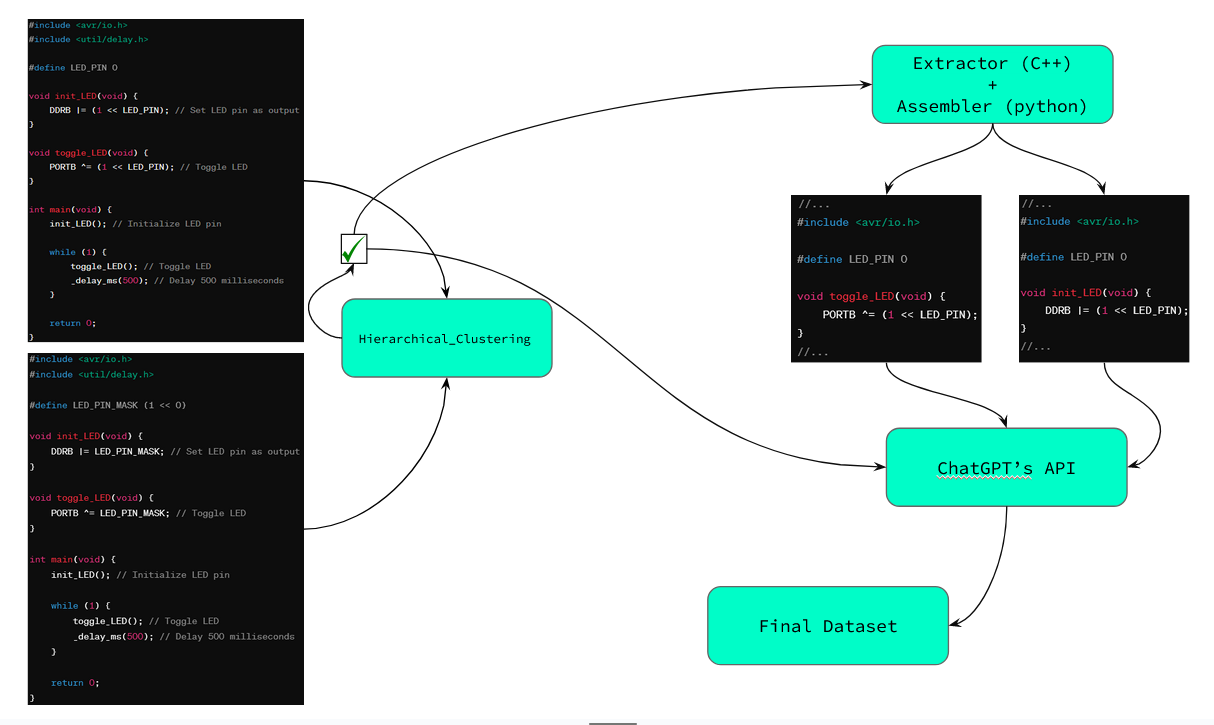 #include <avr/io.h>
#include <util/delay.h>
#define LED_PIN 0
void init_LED(void) {
DDRB |= (1 << LED_PIN); // Set LED pin as output
}
void toggle_LED(void) {
PORTB ^= (1 << LED_PIN); // Toggle LED
}
int main(void) {
init_LED(); // Initialize LED pin
while (1) {
toggle_LED(); // Toggle LED
_delay_ms(500); // Delay 500 milliseconds
}
return 0;
}
#include <avr/io.h>
#include <util/delay.h>
#define LED_PIN_MASK (1 << 0)
void init_LED(void) {
DDRB |= LED_PIN_MASK; // Set LED pin as output
}
void toggle_LED(void) {
PORTB ^= LED_PIN_MASK; // Toggle LED
}
int main(void) {
init_LED(); // Initialize LED pin
while (1) {
toggle_LED(); // Toggle LED
_delay_ms(500); // Delay 500 milliseconds
}
return 0;
}
Hierarchical_Clustering
Extractor (C++)
+
Assembler (python)
//...
#include <avr/io.h>
#define LED_PIN 0
void toggle_LED(void) {
PORTB ^= (1 << LED_PIN);
}
//...
//...
#include <avr/io.h>
#define LED_PIN 0
void init_LED(void) {
DDRB |= (1 << LED_PIN);
}
//...
ChatGPT’s API
Final Dataset